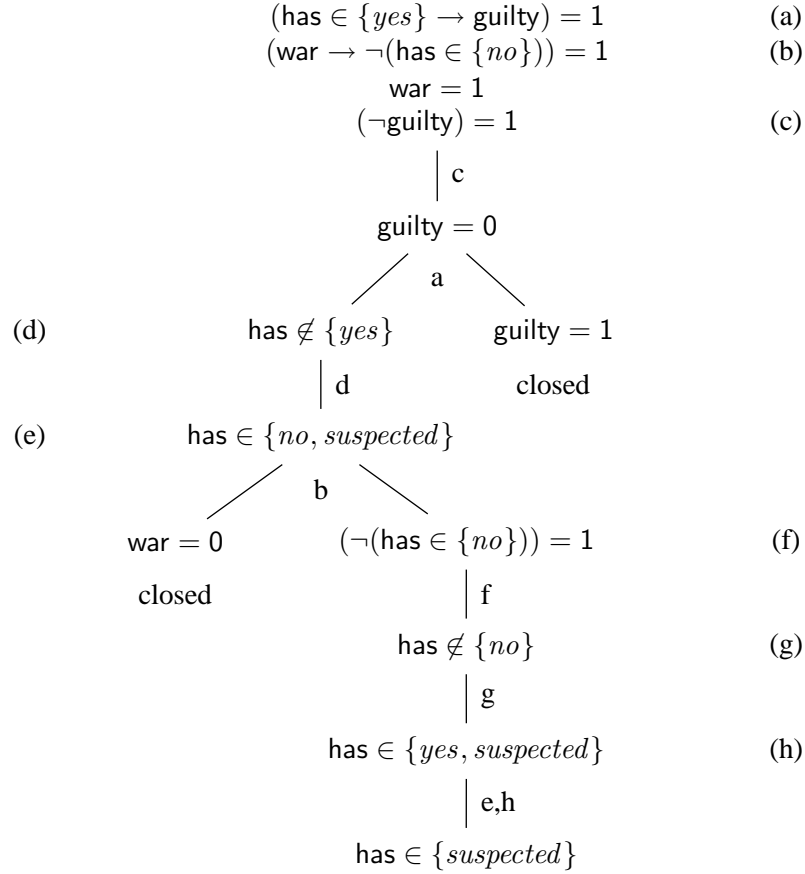 (has ∈ {yes} → guilty) = 1 (a)
(war → ¬(has ∈ {no})) = 1 (b)
war = 1
(¬guilty) = 1 (c)
c
guilty = 0
a
(d) has ∉ {yes} guilty = 1
d closed
(e) has ∈ {no, suspected}
b
war = 0 (¬(has ∈ {no})) = 1 (f)
closed f
has ∉ {no} (g)
g
has ∈ {yes, suspected} (h)
e,h
has ∈ {suspected}